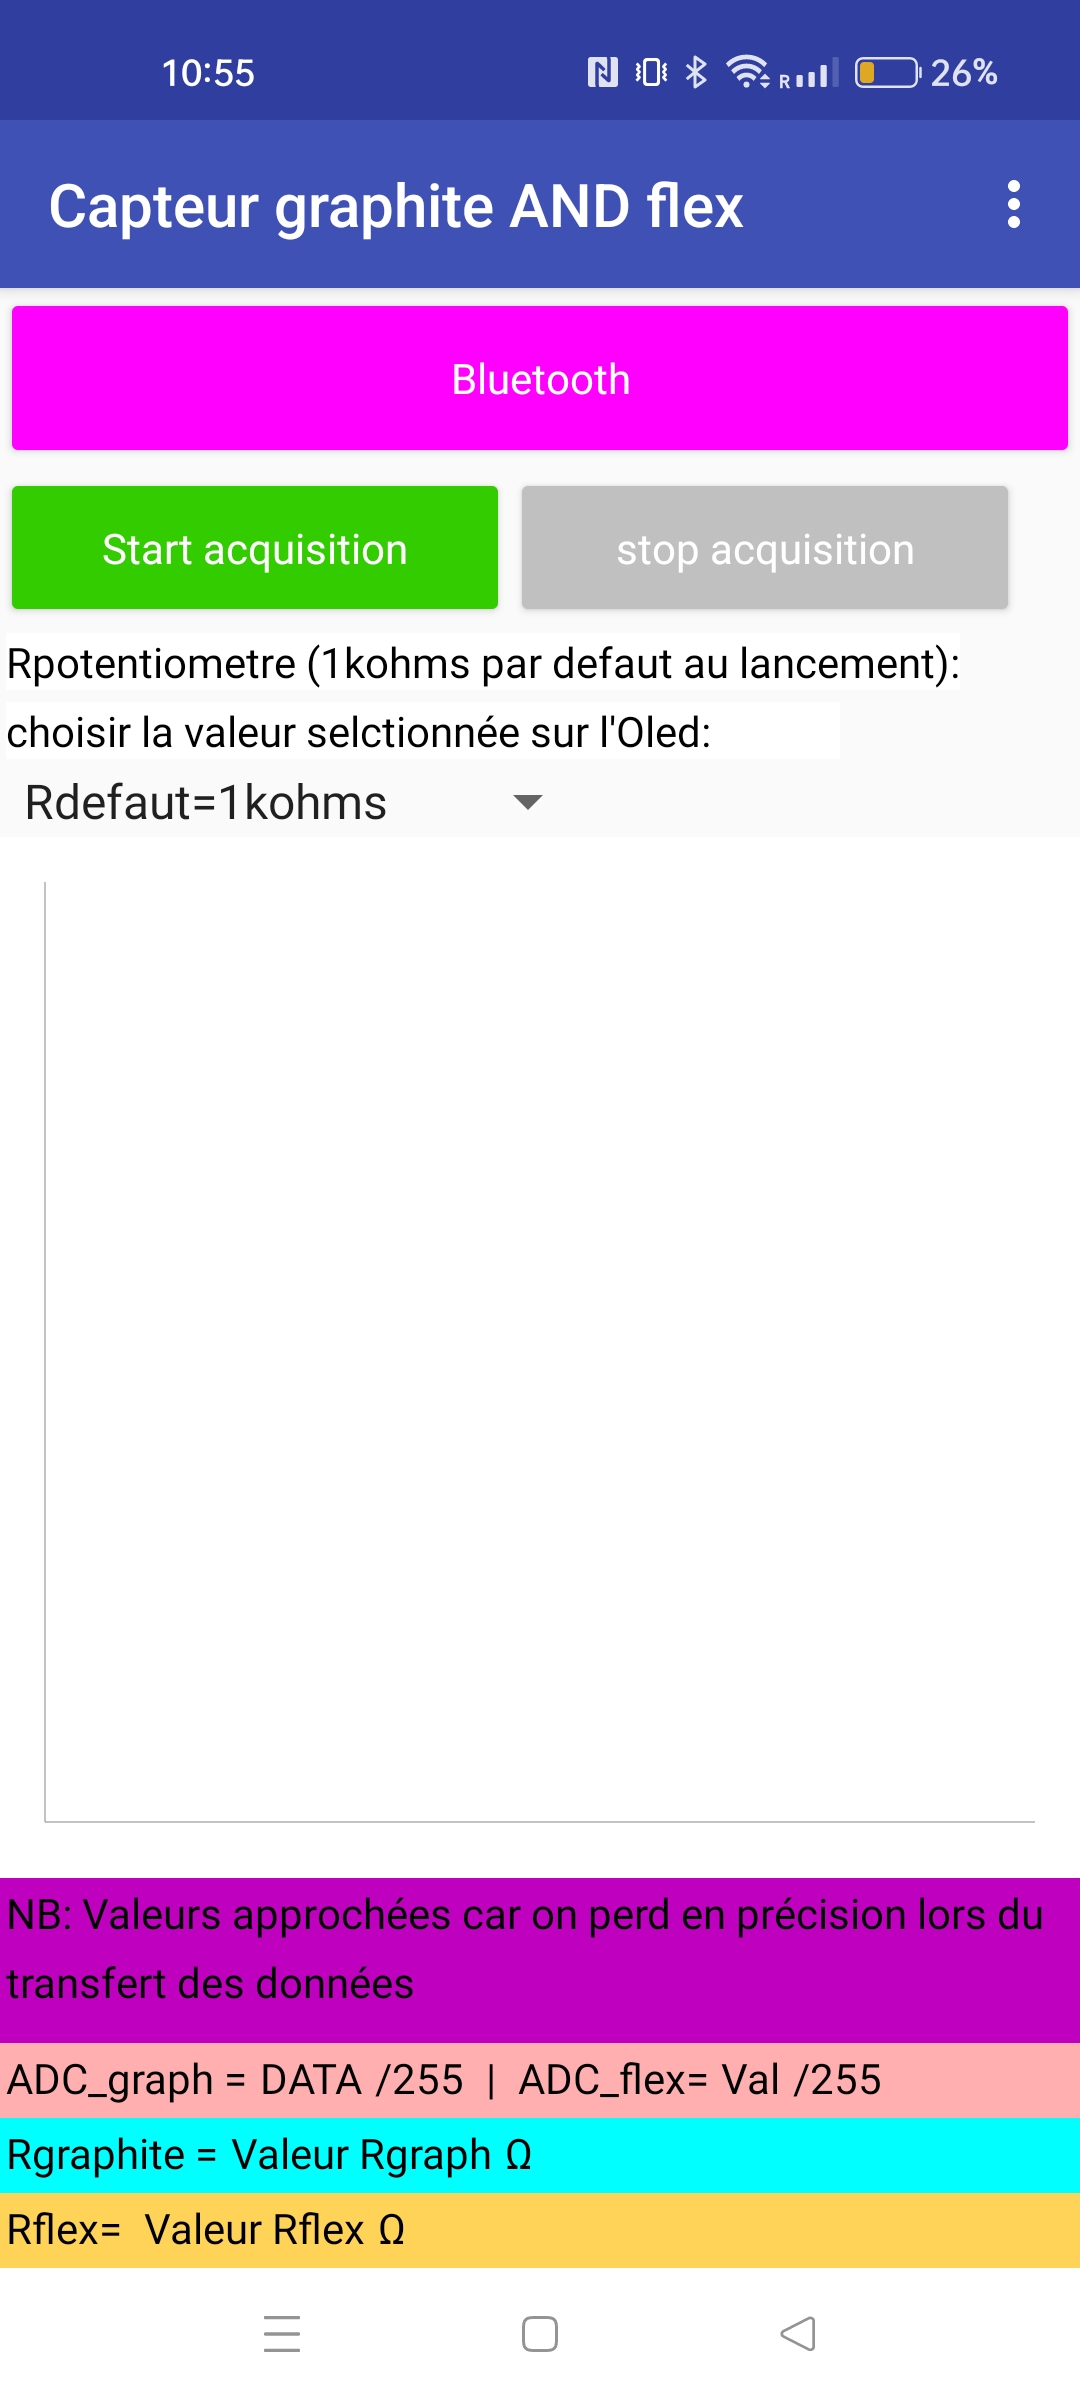 10:55
R
26%
Capteur graphite AND flex
Bluetooth
Start acquisition
stop acquisition
Rpotentiometre (1kohms par defaut au lancement):
choisir la valeur selctionnée sur l'Oled:
Rdefaut=1kohms
NB: Valeurs approchées car on perd en précision lors du
transfert des données
ADC_graph = DATA /255 | ADC_flex= Val /255
Rgraphite = Valeur Rgraph Ω
Rflex= Valeur Rflex Ω